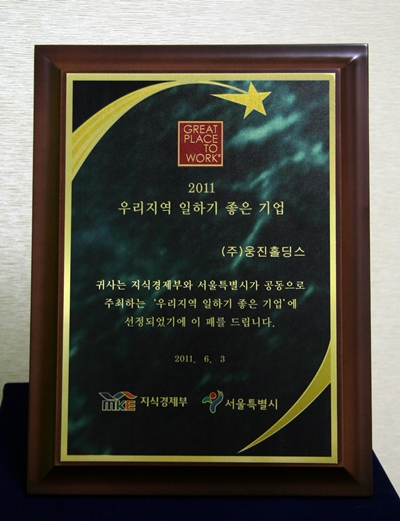 GREAT
PLACE
TO
WORK®
2011
우리지역 일하기 좋은 기업
(주)웅진홀딩스
귀사는 지식경제부와 서울특별시가 공동으로
주최하는 '우리지역 일하기 좋은 기업'에
선정되었기에 이 패를 드립니다.
2011. 6. 3
MKE 지식경제부 서울특별시